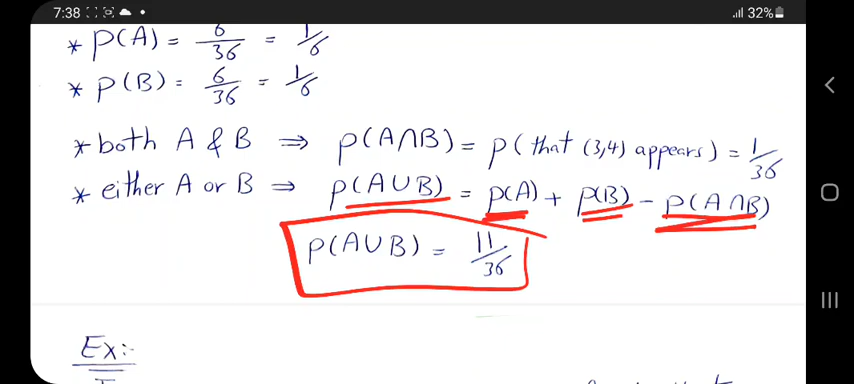 7:38 32%
* P(A) = 6/36 = 1/6
* P(B) = 6/36 = 1/6
* both A & B ⇒ P(A∩B) = P(that (3,4) appears) = 1/36
* either A or B ⇒ P(A∪B) = P(A) + P(B) - P(A∩B)
P(A∪B) = 11/36
Ex:-